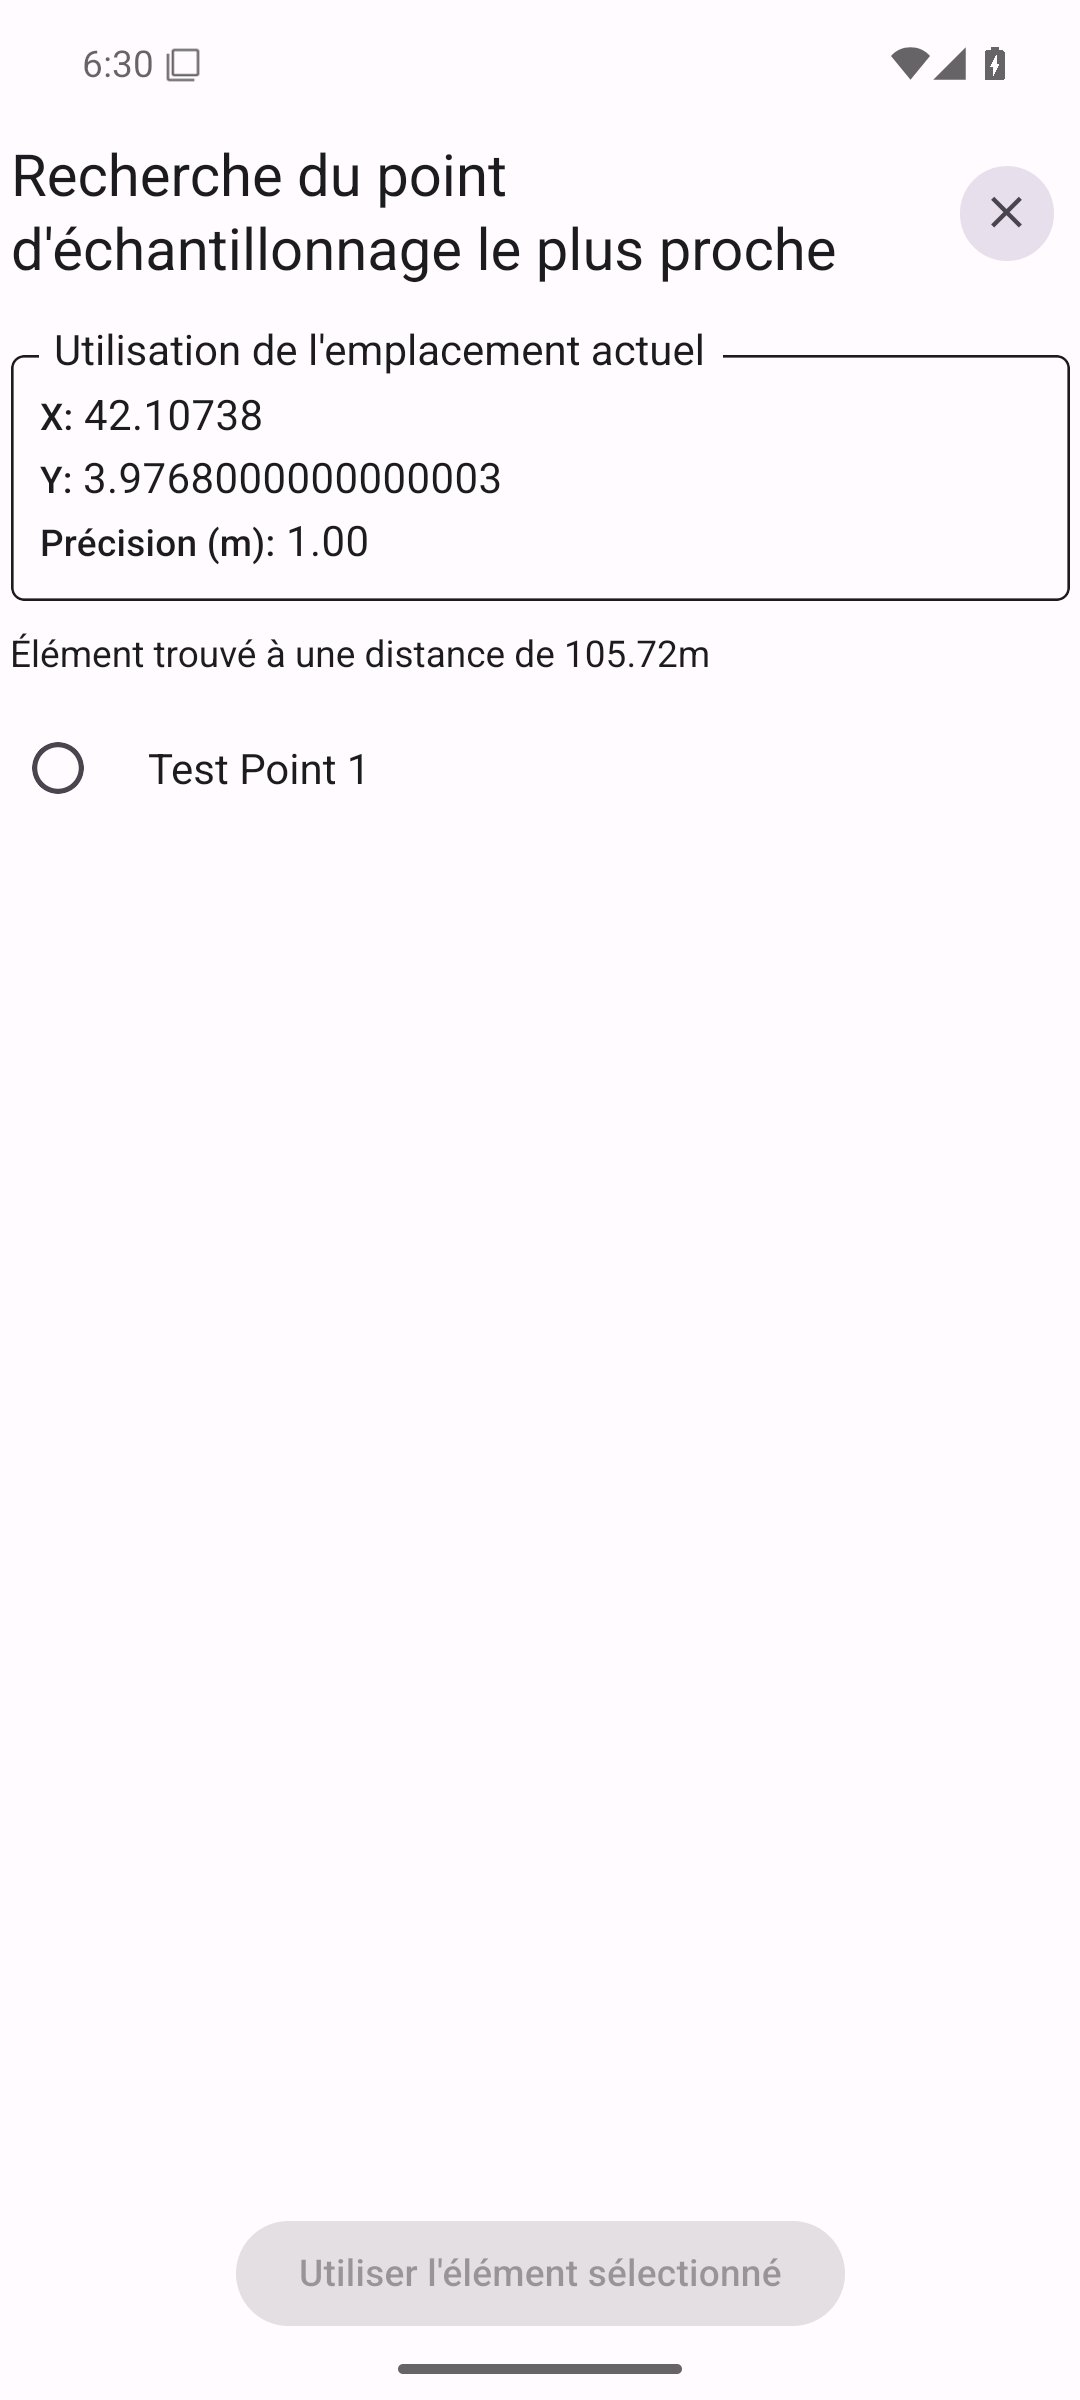 6:30
Recherche du point
d'échantillonnage le plus proche
Utilisation de l'emplacement actuel
X: 42.10738
Y: 3.9768000000000003
Précision (m): 1.00
Élément trouvé à une distance de 105.72m
Test Point 1
Utiliser l'élément sélectionné